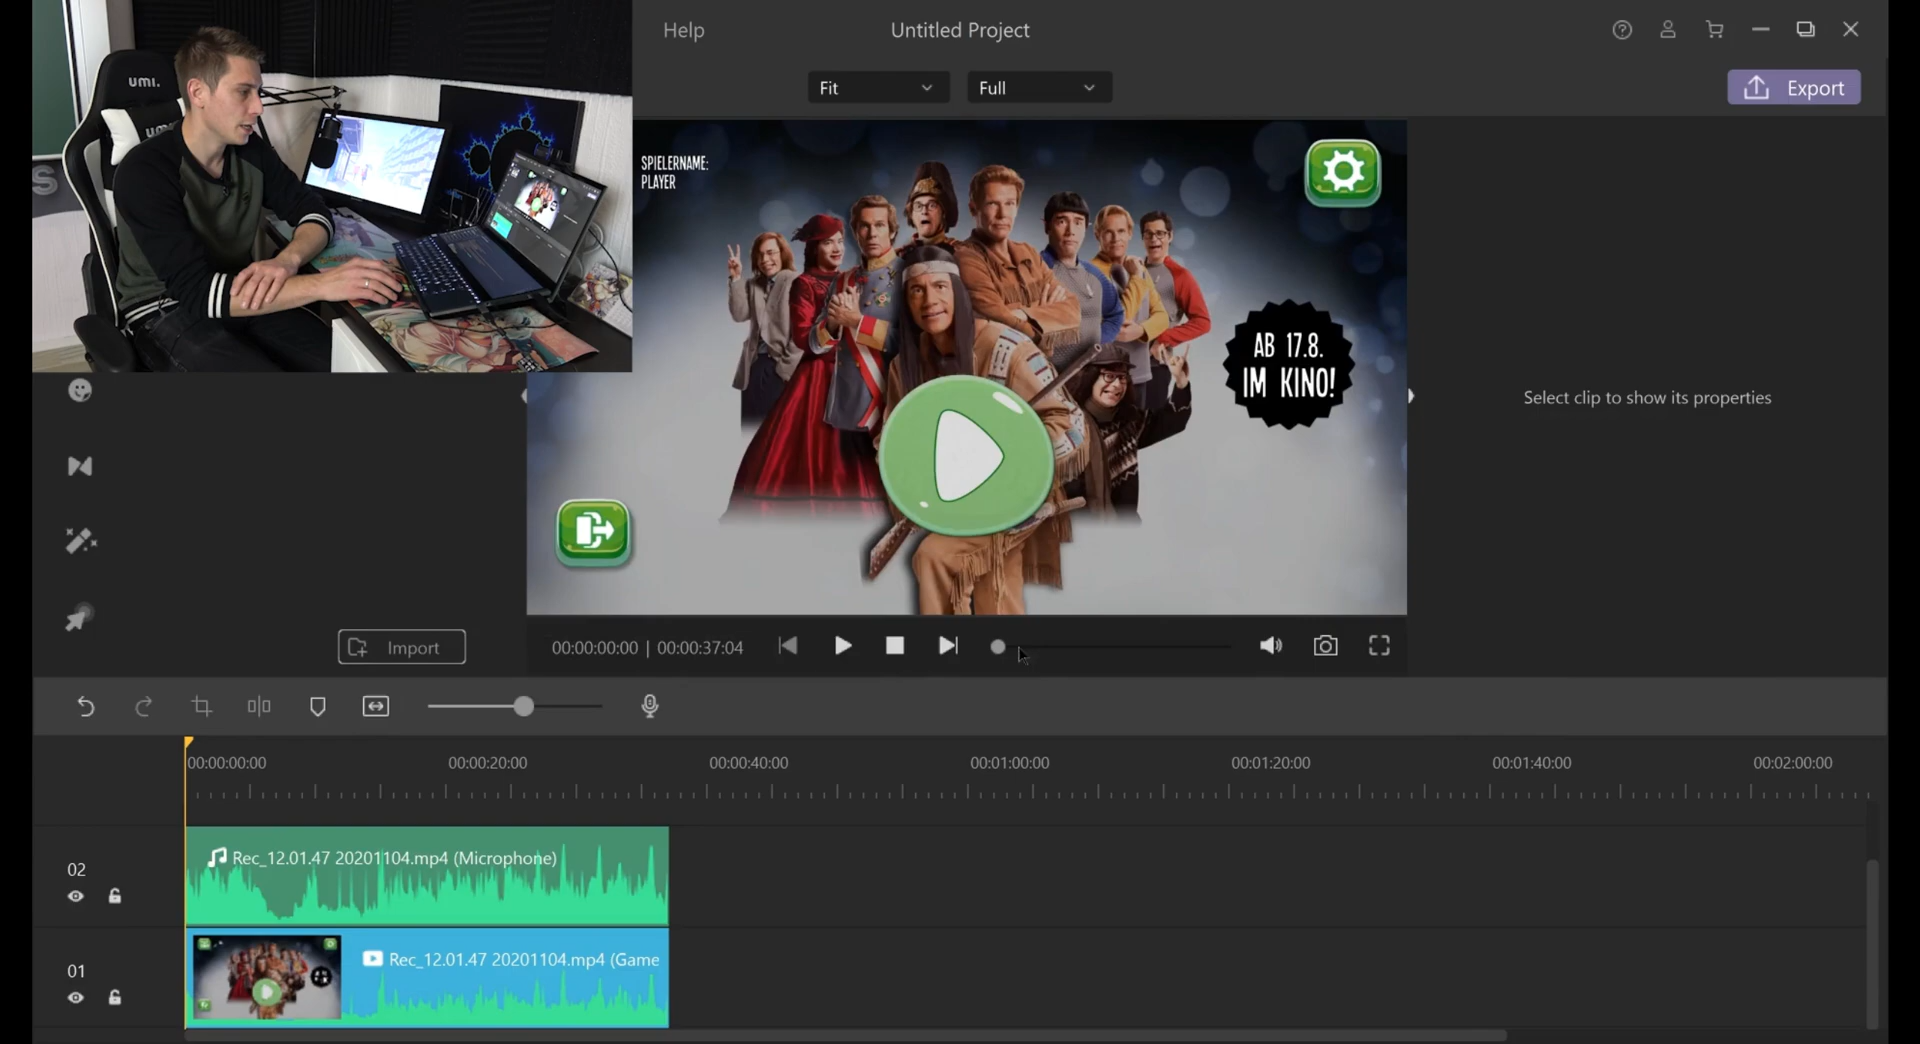 Help
Untitled Project
umi.
Fit
Full
Export
SPIELERNAME:
PLAYER
AB 17.8.
IM KINO!
Select clip to show its properties
Import
00:00:00:00 | 00:00:37:04
00:00:00:00
00:00:20:00
00:00:40:00
00:01:00:00
00:01:20:00
00:01:40:00
00:02:00:00
02
Rec_12.01.47 20201104.mp4 (Microphone)
01
Rec_12.01.47 20201104.mp4 (Game